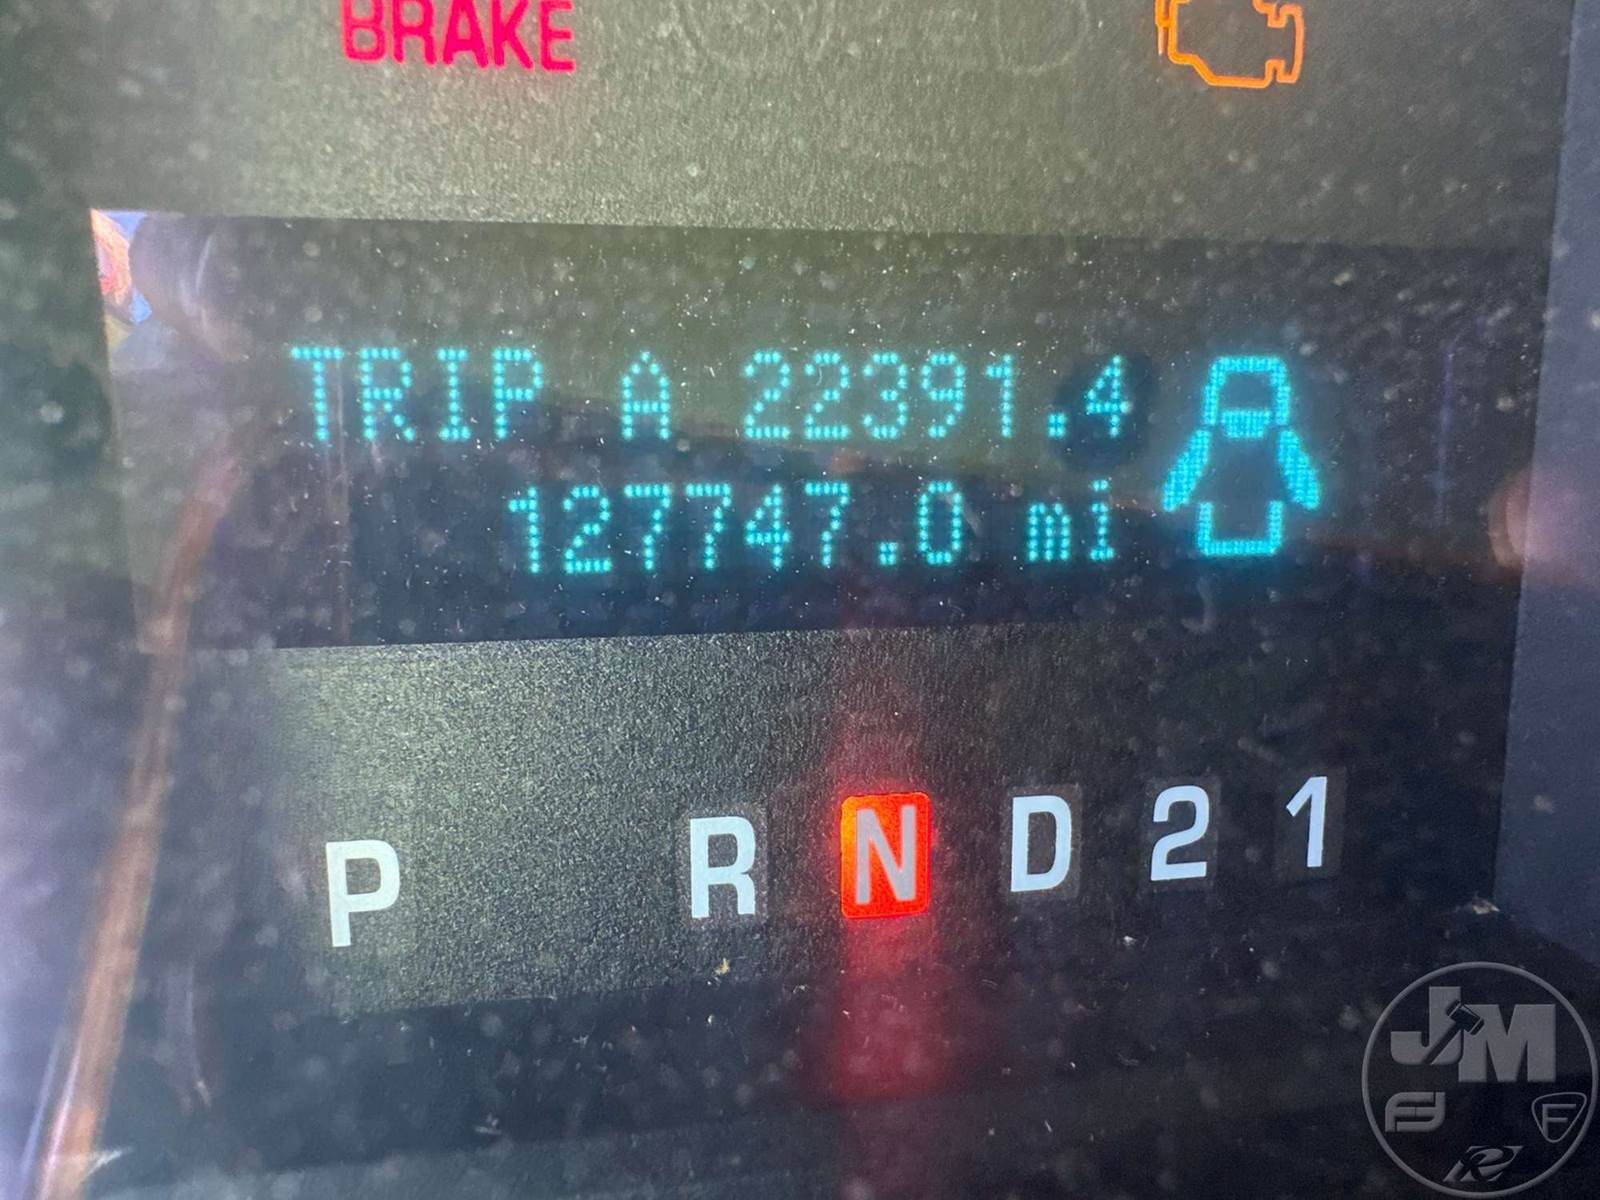 BRAKE
TRIP A 22391.4
127747.0 mi
P R N D 2 1
JM
F